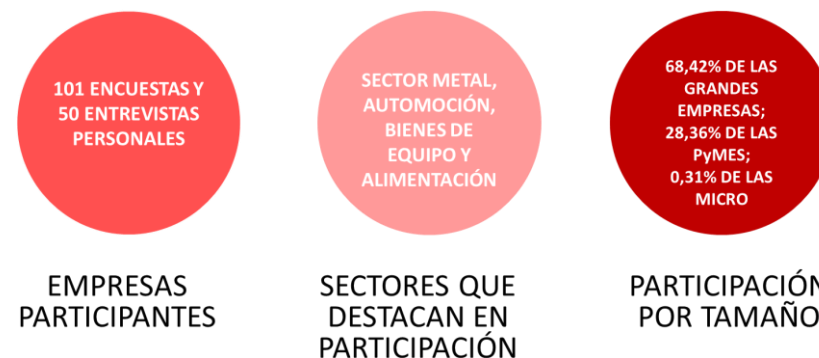 101 ENCUESTAS Y
50 ENTREVISTAS
PERSONALES
EMPRESAS
PARTICIPANTES
SECTOR METAL,
AUTOMOCIÓN,
BIENES DE
EQUIPO Y
ALIMENTACIÓN
SECTORES QUE
DESTACAN EN
PARTICIPACIÓN
68,42% DE LAS
GRANDES
EMPRESAS;
28,36% DE LAS
PyMES;
0,31% DE LAS
MICRO
PARTICIPACIÓN
POR TAMAÑO